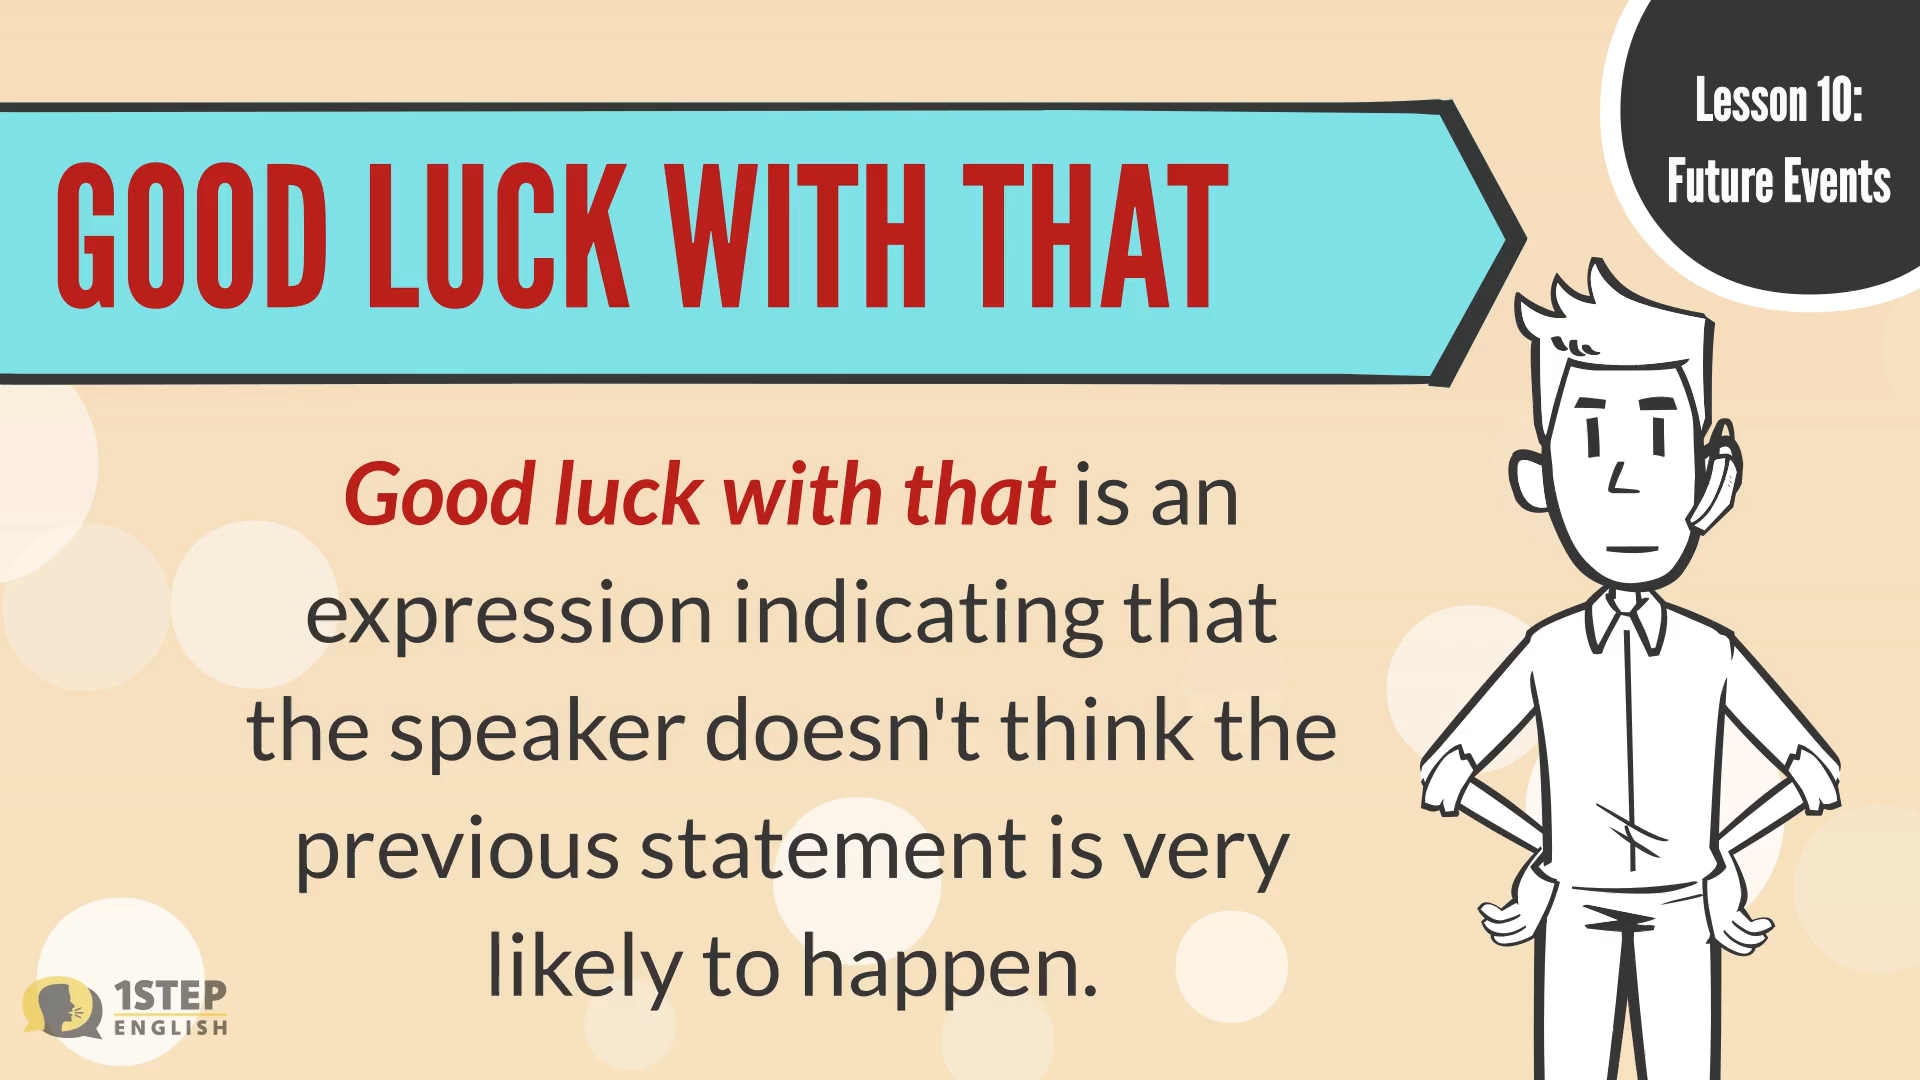 Lesson 10:
Future Events
GOOD LUCK WITH THAT
Good luck with that is an
expression indicating that
the speaker doesn't think the
previous statement is very
likely to happen.
1STEP
ENGLISH